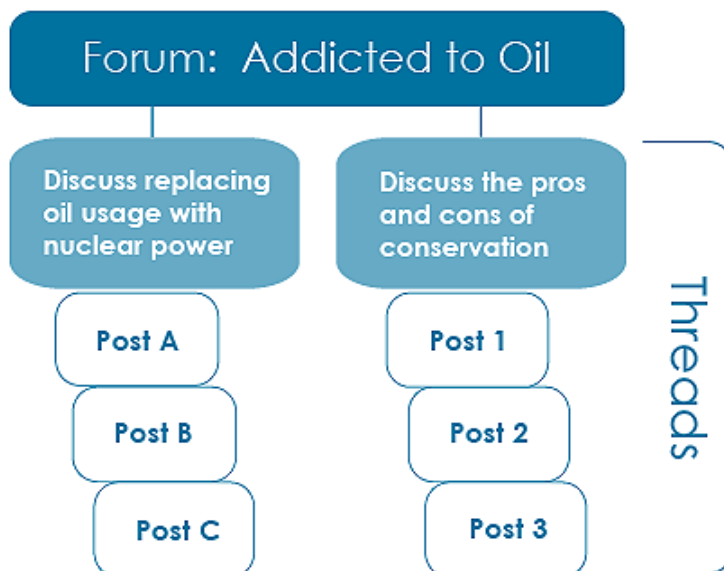 Forum: Addicted to Oil
Discuss replacing
oil usage with
nuclear power
Post A
Post B
Post C
Discuss the pros
and cons of
conservation
Post 1
Post 2
Post 3
Threads